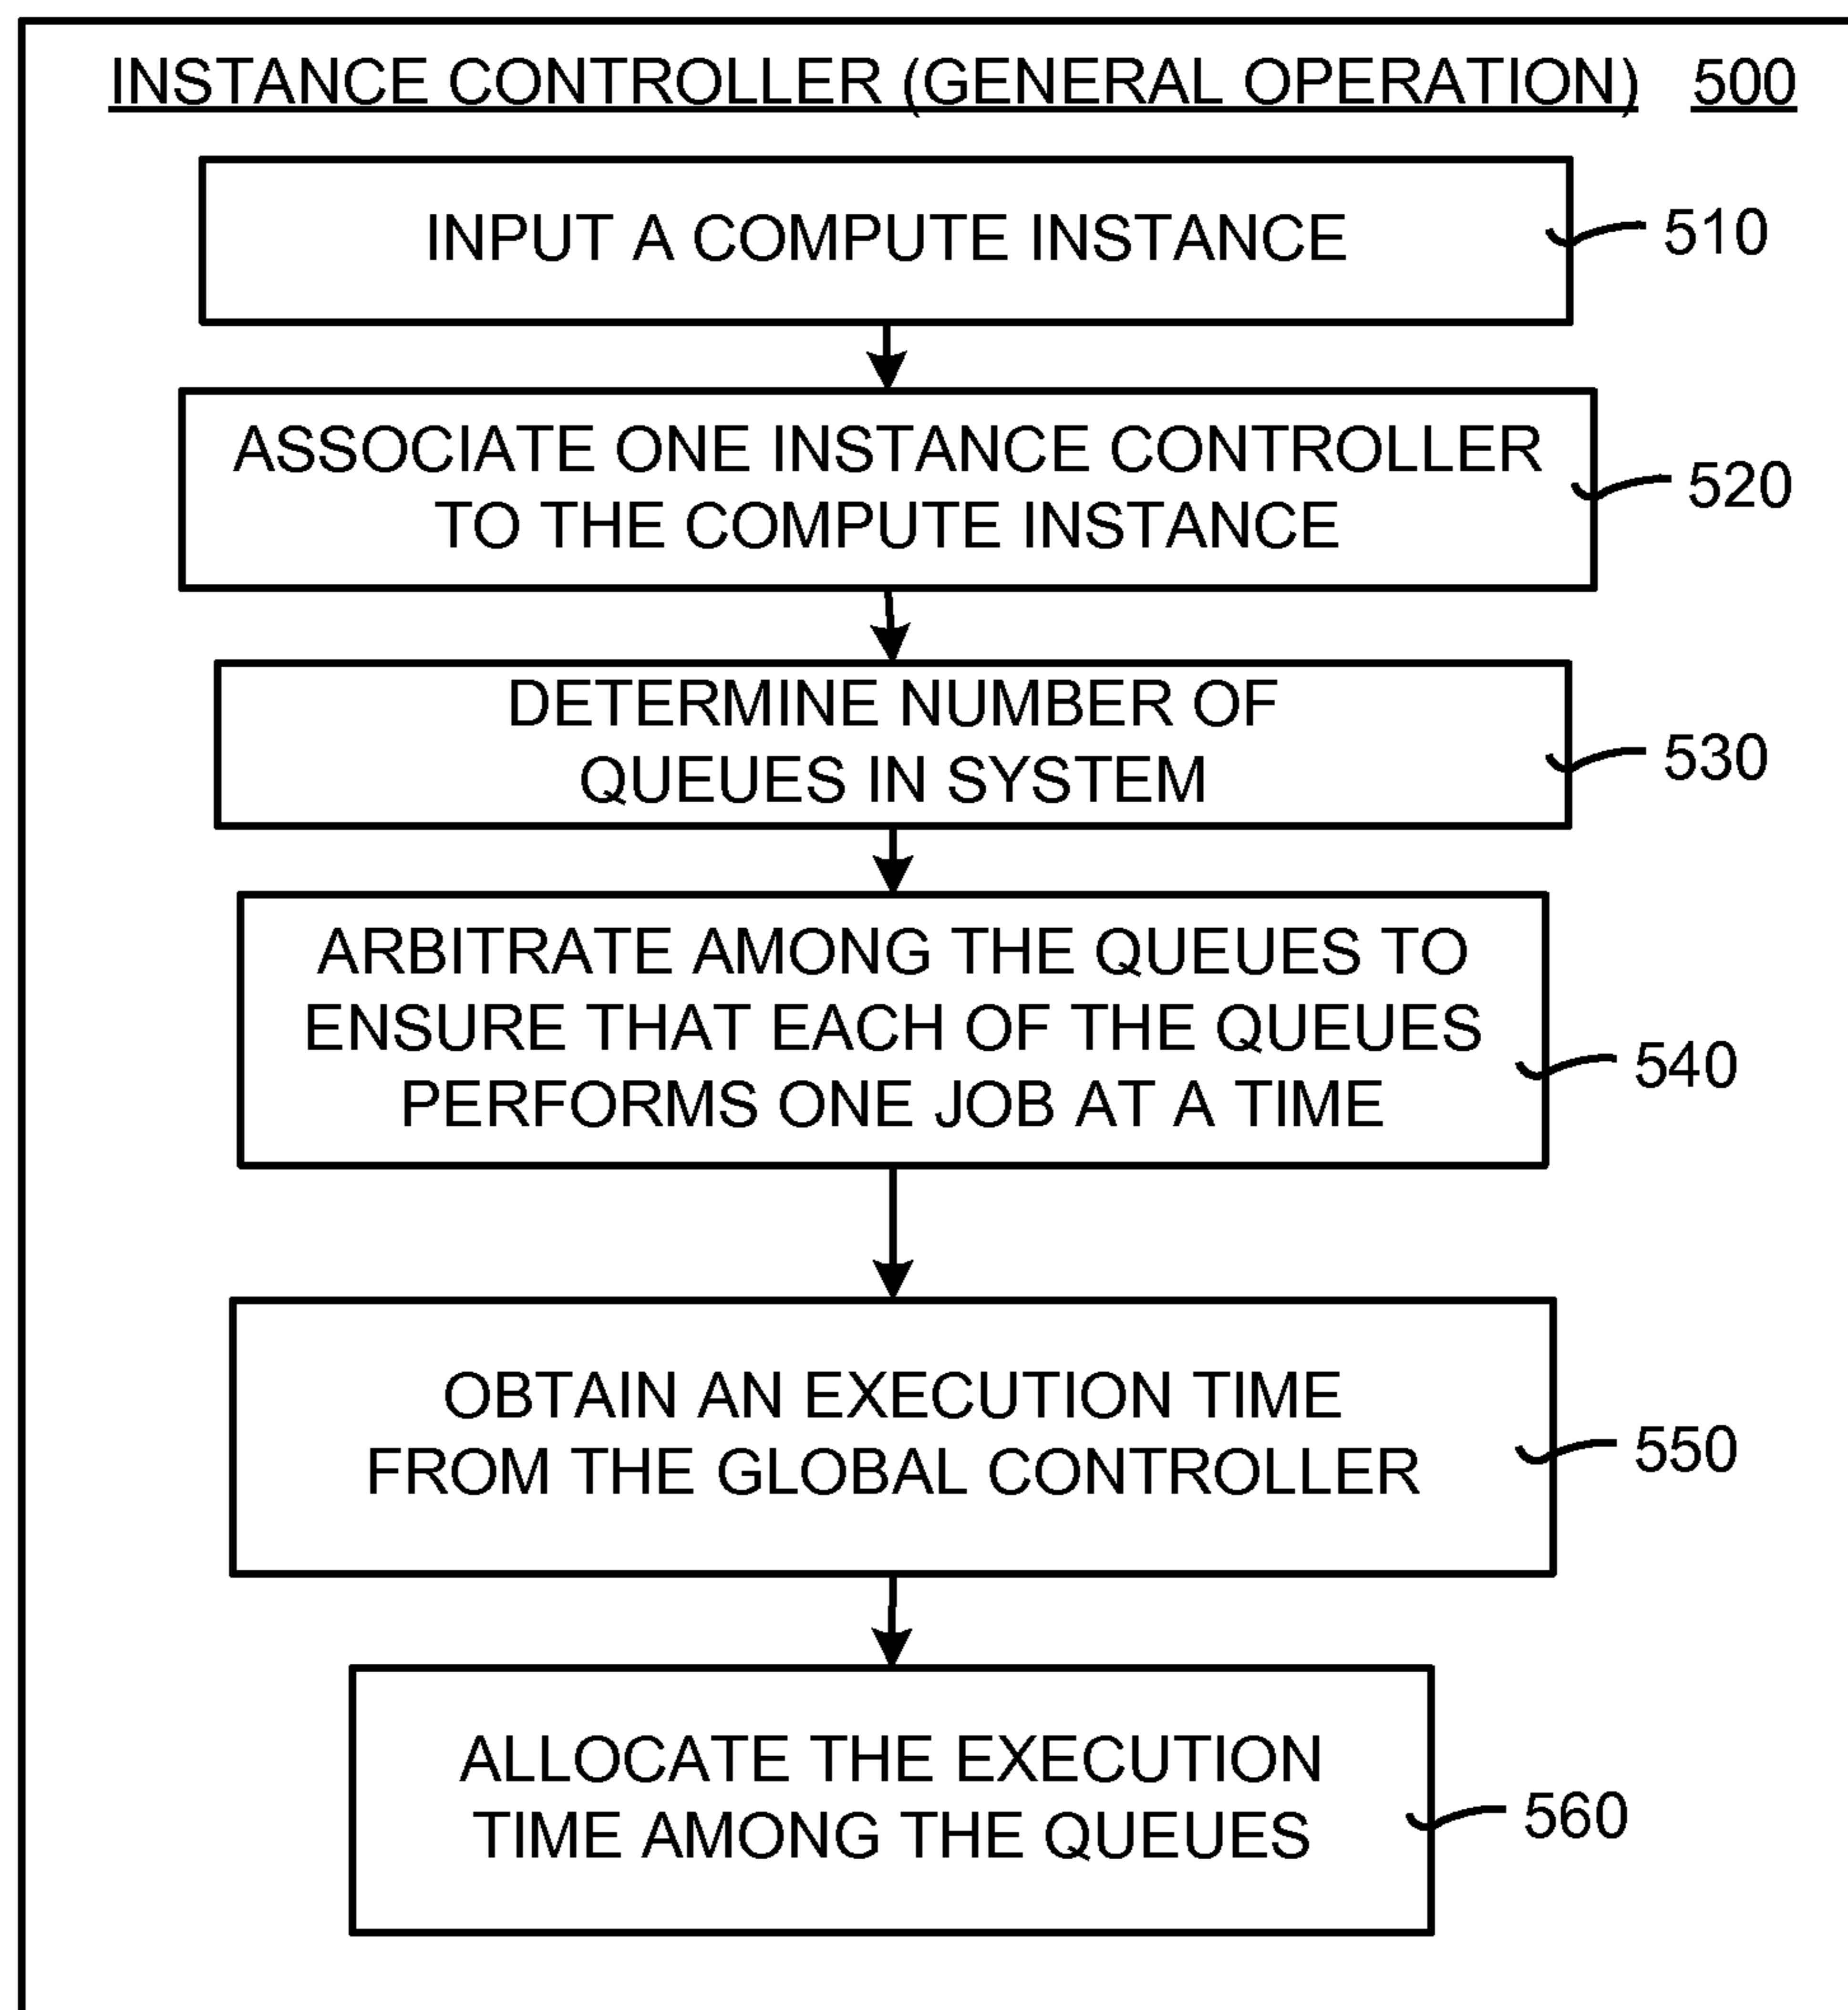 INSTANCE CONTROLLER (GENERAL OPERATION) 500
INPUT A COMPUTE INSTANCE
510
ASSOCIATE ONE INSTANCE CONTROLLER
TO THE COMPUTE INSTANCE
520
DETERMINE NUMBER OF
QUEUES IN SYSTEM
530
ARBITRATE AMONG THE QUEUES TO
ENSURE THAT EACH OF THE QUEUES
PERFORMS ONE JOB AT A TIME
540
OBTAIN AN EXECUTION TIME
FROM THE GLOBAL CONTROLLER
550
ALLOCATE THE EXECUTION
TIME AMONG THE QUEUES
560